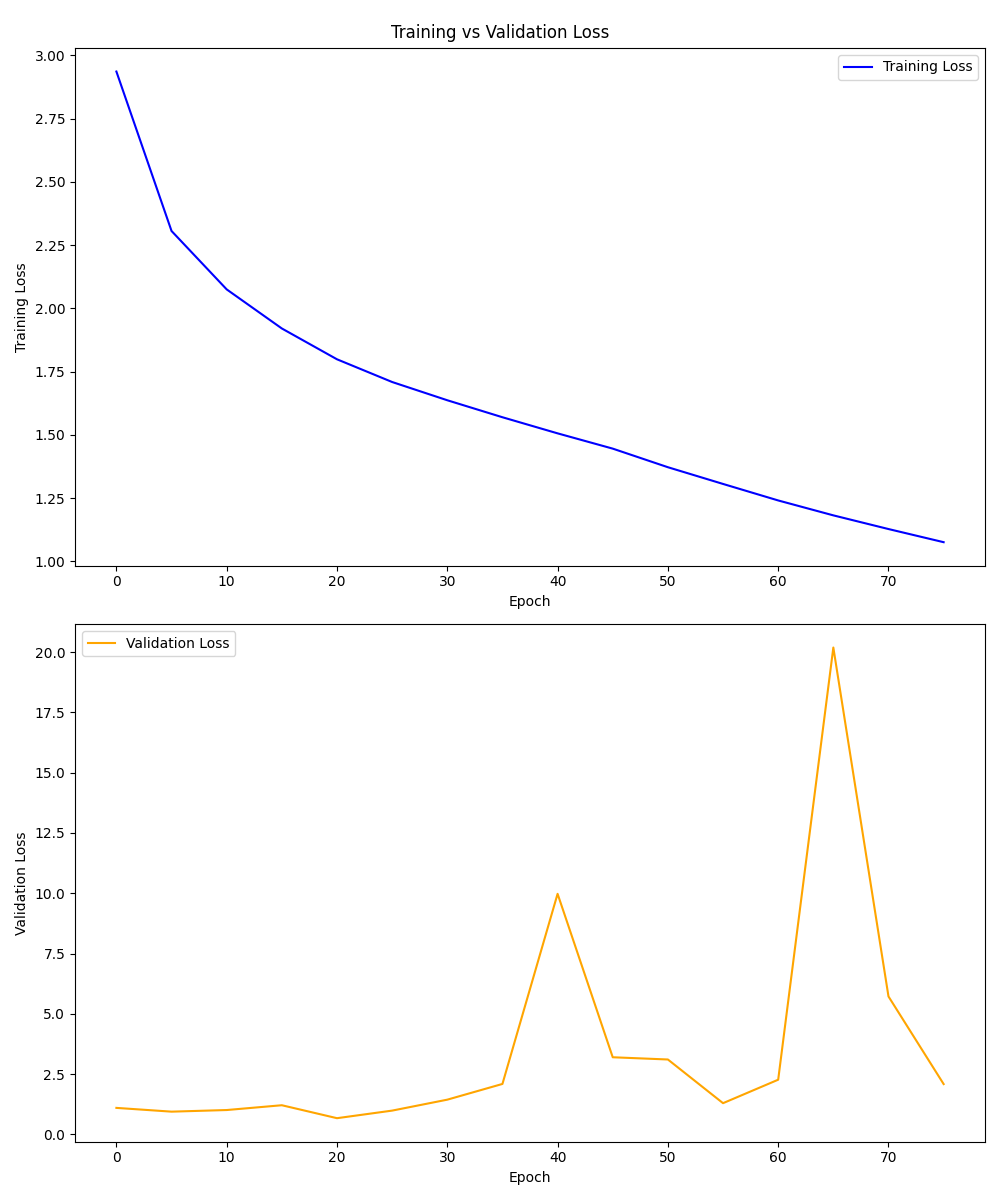 Training vs Validation Loss
Training Loss
3.00
2.75
2.50
2.25
2.00
1.75
1.50
1.25
1.00
Training Loss
0 10 20 30 40 50 60 70
Epoch
Validation Loss
20.0
17.5
15.0
12.5
10.0
7.5
5.0
2.5
0.0
Validation Loss
0 10 20 30 40 50 60 70
Epoch